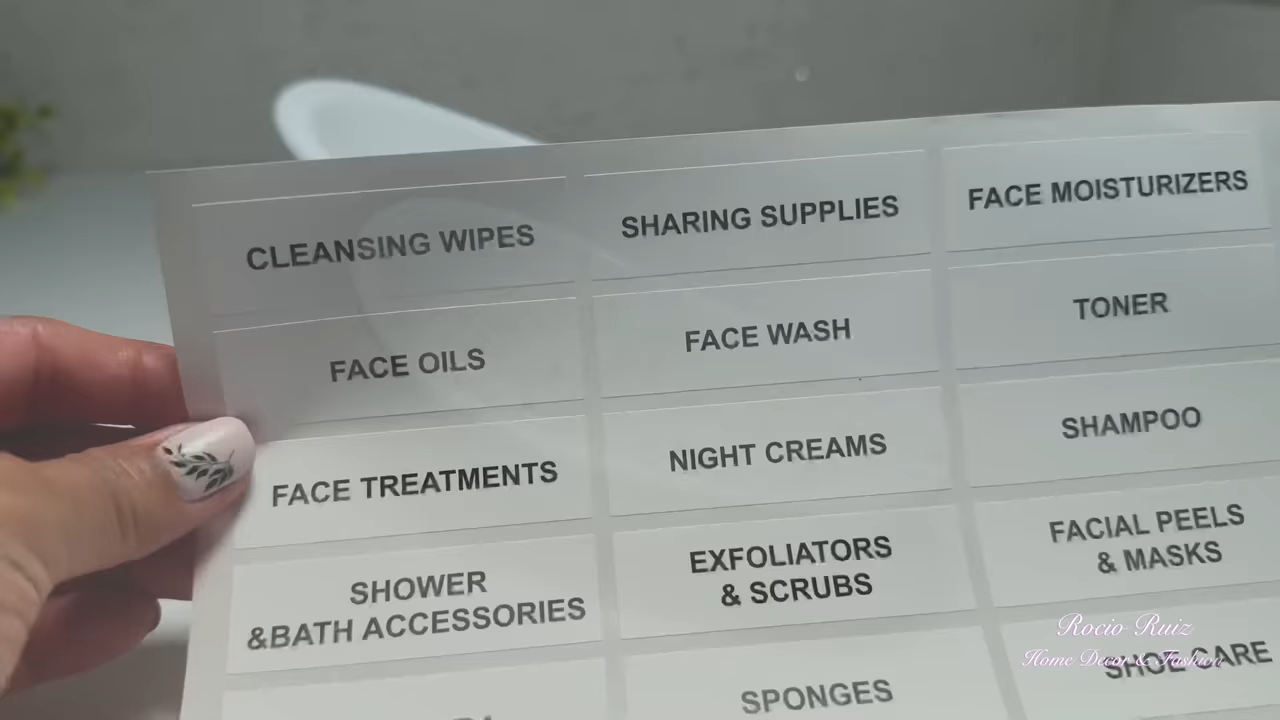 CLEANSING WIPES
SHARING SUPPLIES
FACE MOISTURIZERS
FACE OILS
FACE WASH
TONER
FACE TREATMENTS
NIGHT CREAMS
SHAMPOO
SHOWER
&BATH ACCESSORIES
EXFOLIATORS
& SCRUBS
FACIAL PEELS
& MASKS
SPONGES
SHOE CARE
Rocio Ruiz
Home Decor & Fashion